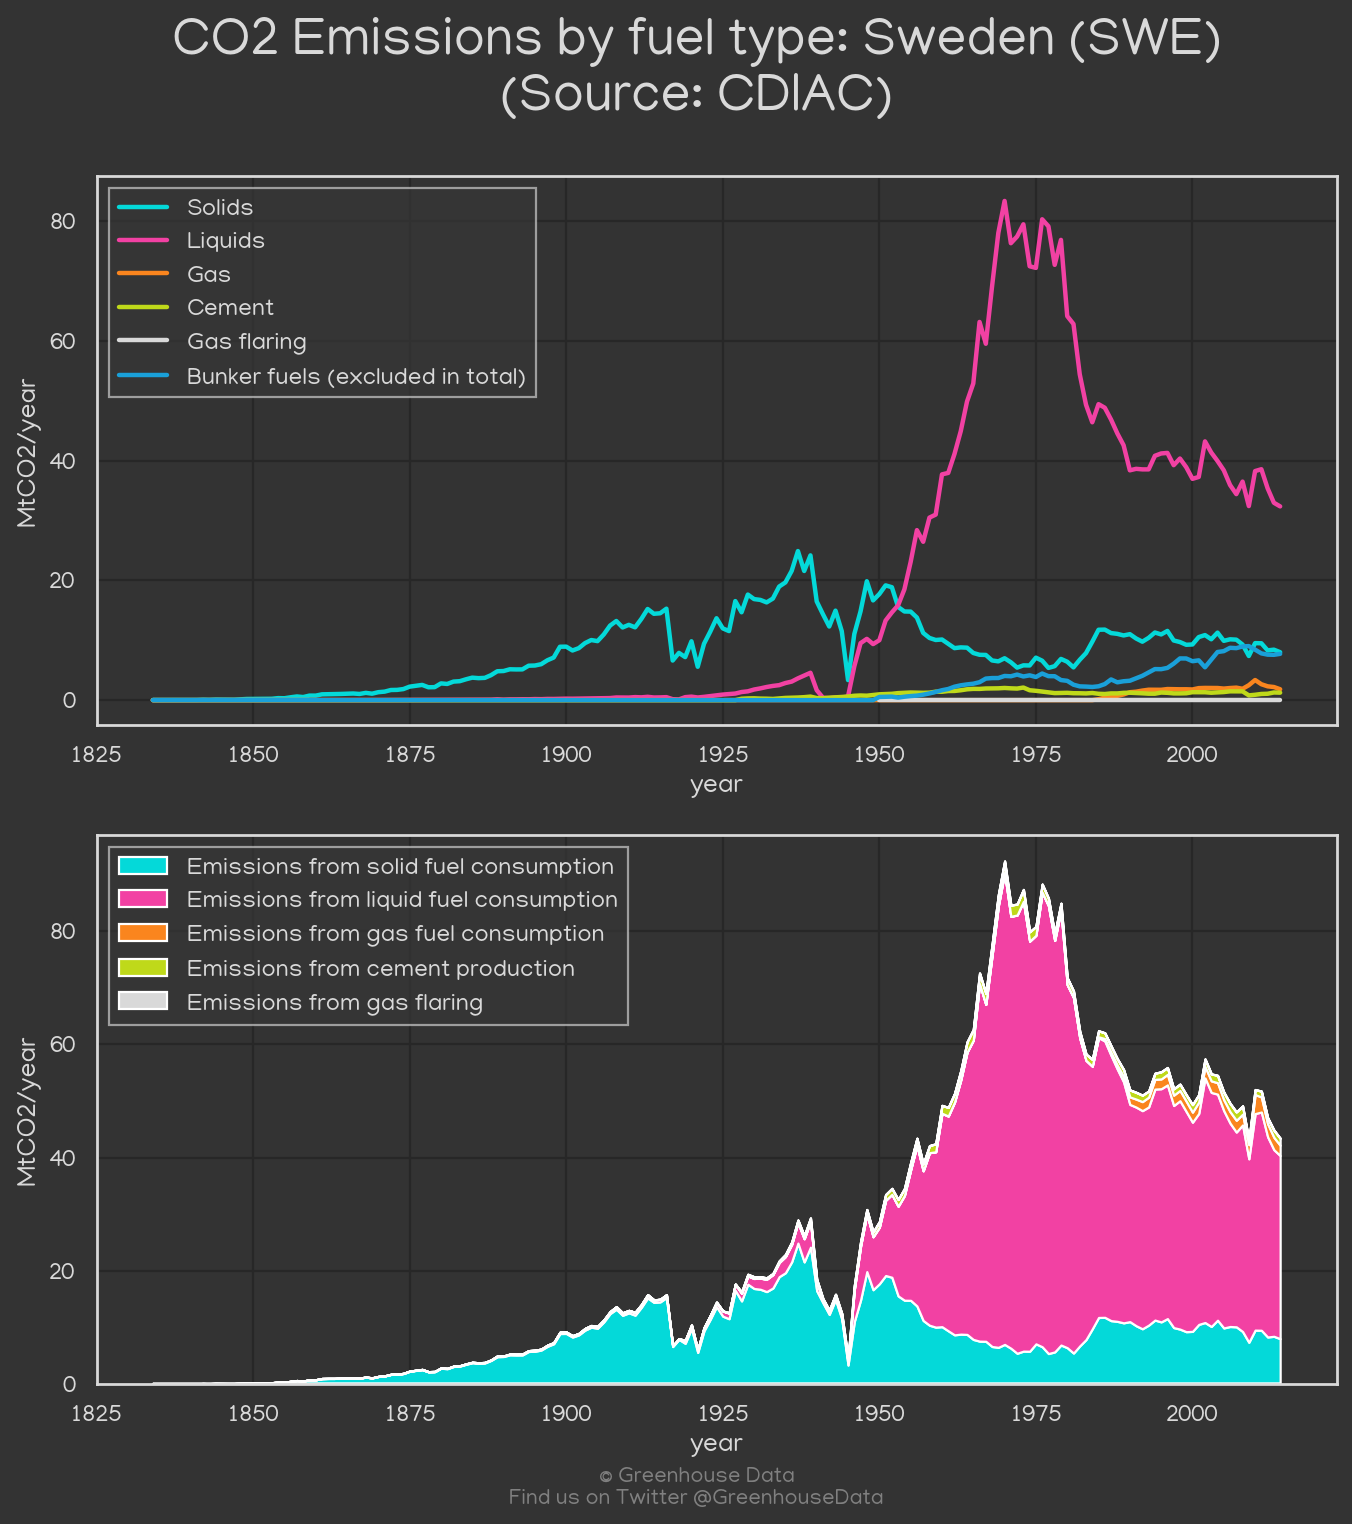 CO2 Emissions by fuel type: Sweden (SWE)
(Source: CDIAC)
Solids
Liquids
Gas
Cement
Gas flaring
Bunker fuels (excluded in total)
MtCO2/year
80
60
40
20
0
1825 1850 1875 1900 1925 1950 1975 2000
year
Emissions from solid fuel consumption
Emissions from liquid fuel consumption
Emissions from gas fuel consumption
Emissions from cement production
Emissions from gas flaring
MtCO2/year
80
60
40
20
0
1825 1850 1875 1900 1925 1950 1975 2000
year
© Greenhouse Data
Find us on Twitter @GreenhouseData